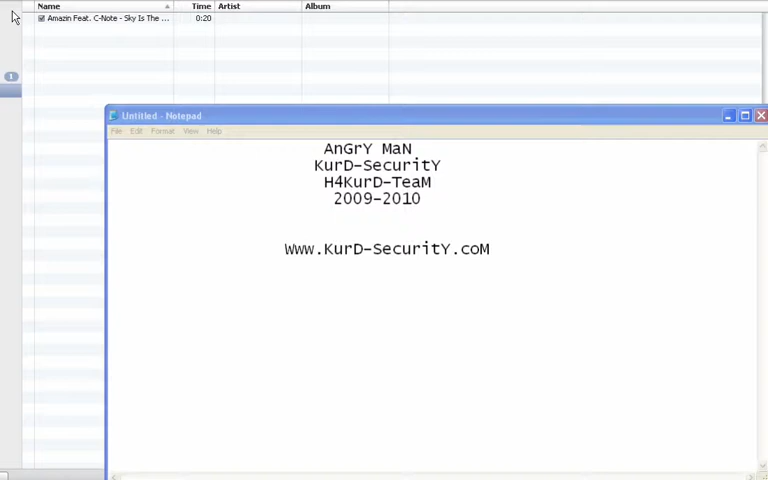 Name Time Artist Album
Amazin Feat. C-Note - Sky Is The ... 0:20
1
Untitled - Notepad
File Edit Format View Help
AnGrY MaN
KurD-SecuritY
H4KurD-TeaM
2009-2010
Www.KurD-SecuritY.coM